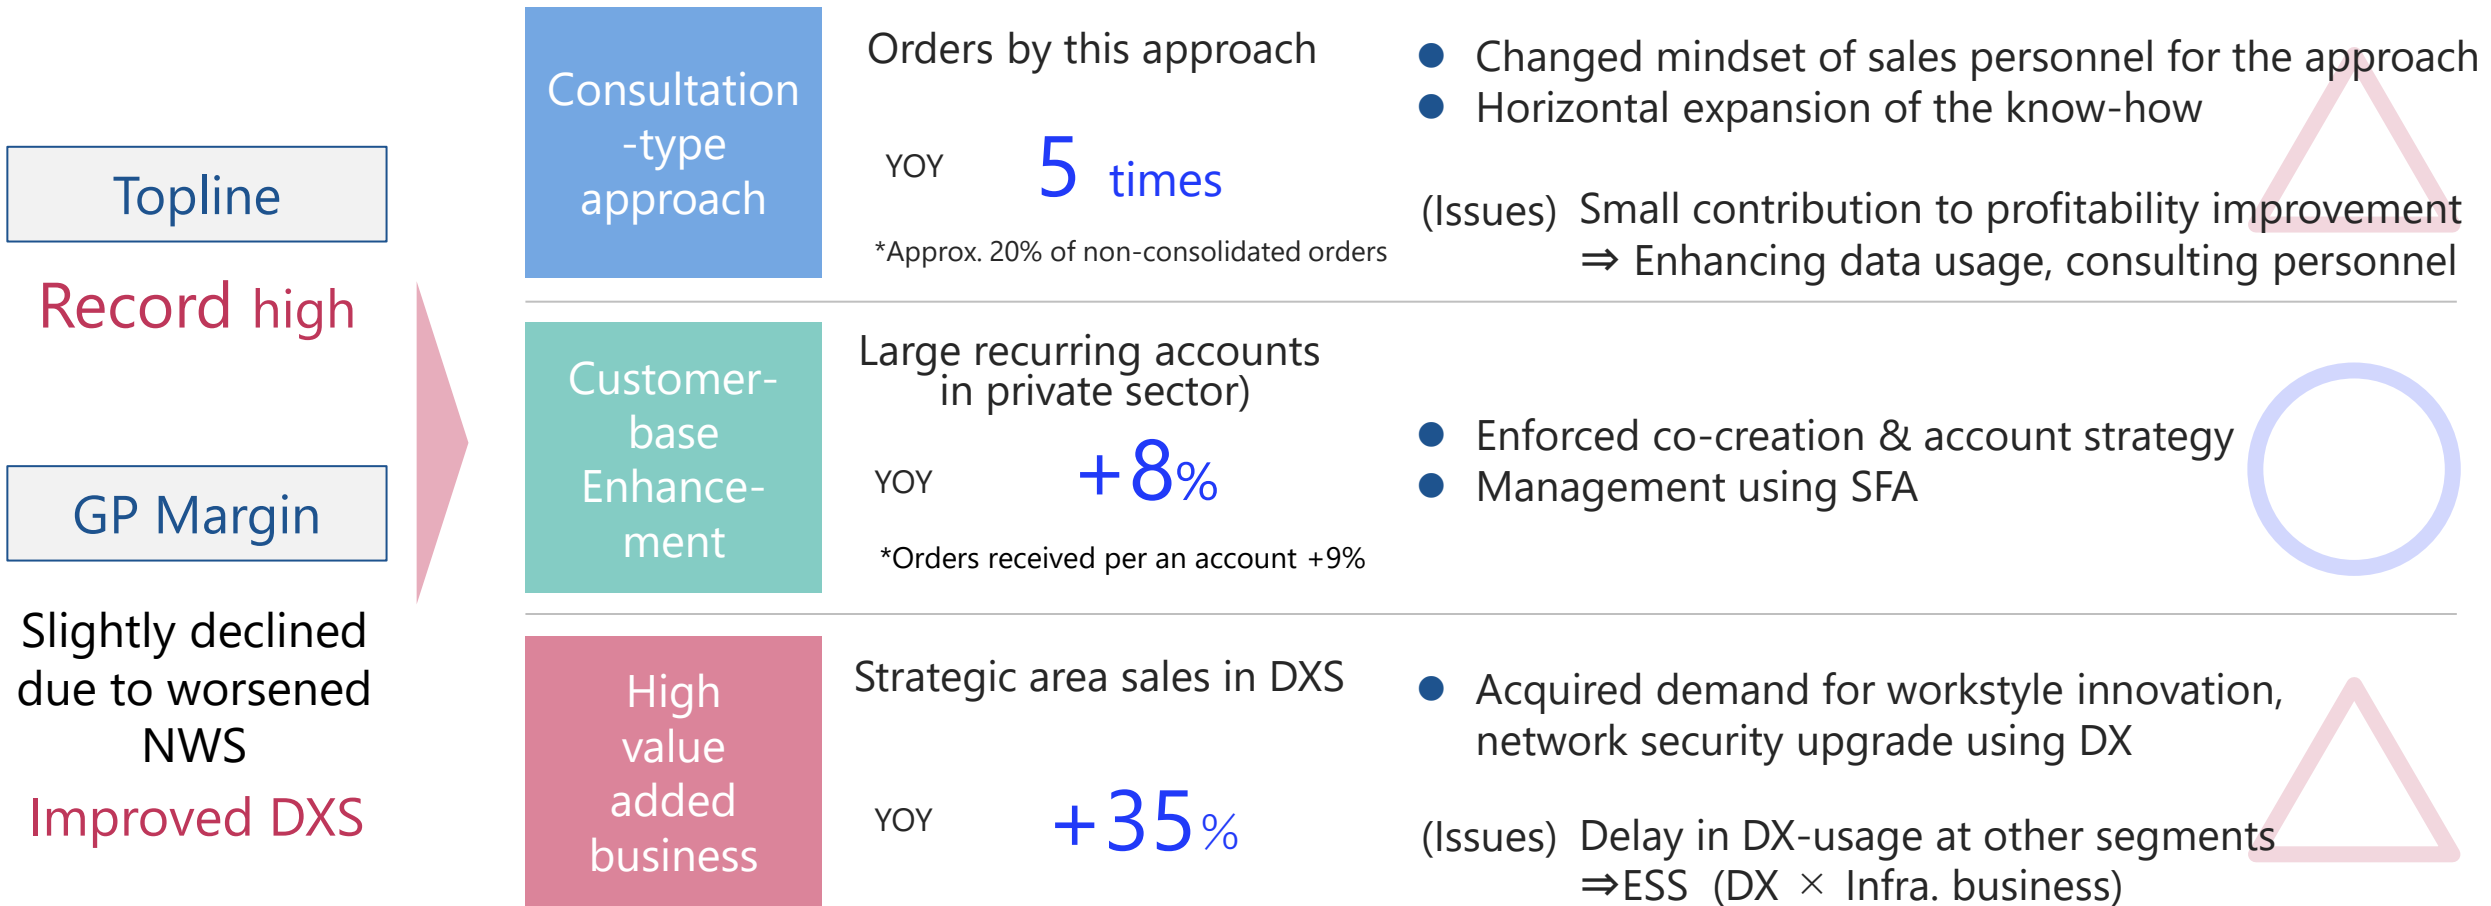 Topline
Record high
GP Margin
Slightly declined
due to worsened
NWS
Improved DXS
Consultation
-type
approach
Orders by this approach
YOY 5 times
*Approx. 20% of non-consolidated orders
● Changed mindset of sales personnel for the approach
● Horizontal expansion of the know-how
(Issues) Small contribution to profitability improvement
⇒ Enhancing data usage, consulting personnel
Customer-
base
Enhance-
ment
Large recurring accounts
in private sector)
YOY +8%
*Orders received per an account +9%
● Enforced co-creation & account strategy
● Management using SFA
High
value
added
business
Strategic area sales in DXS
YOY +35%
● Acquired demand for workstyle innovation,
network security upgrade using DX
(Issues) Delay in DX-usage at other segments
⇒ESS (DX × Infra. business)